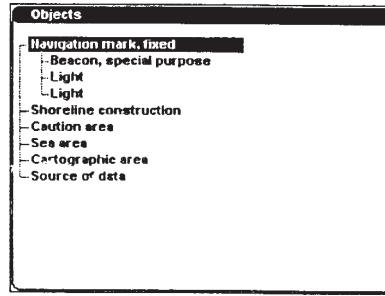 Objects
Navigation mark, fixed
Beacon, special purpose
Light
Light
Shoreline construction
Caution area
Sea area
Cartographic area
Source of data